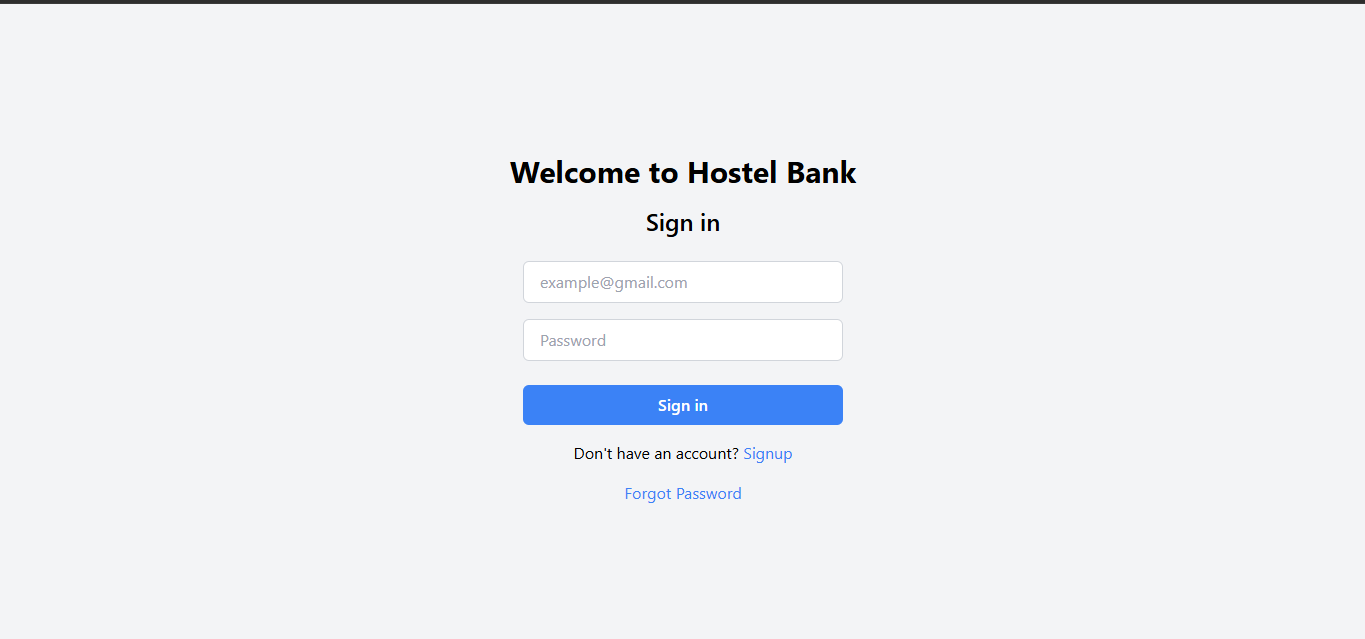 Welcome to Hostel Bank
Sign in
example@gmail.com
Password
Sign in
Don't have an account? Signup
Forgot Password